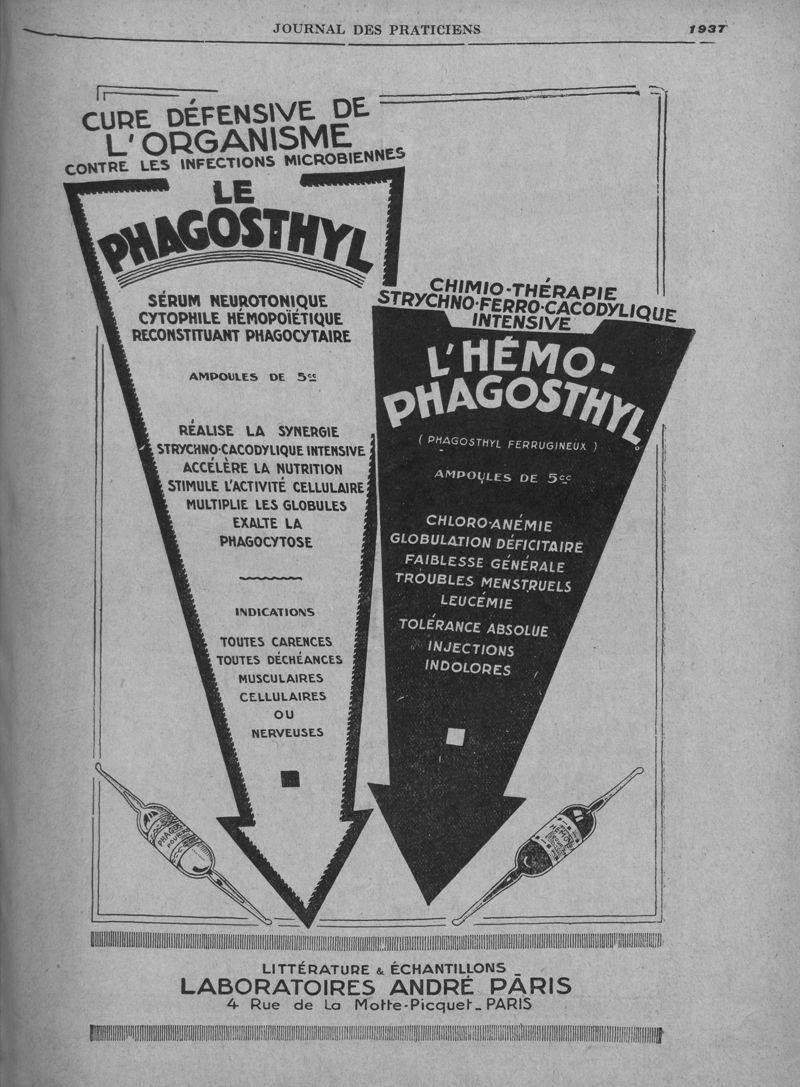 JOURNAL DES PRATICIENS
1937
CURE DÉFENSIVE DE
L'ORGANISME
CONTRE LES INFECTIONS MICROBIENNES
LE
PHAGOSTHYL
SÉRUM NEUROTONIQUE
CYTOPHILE HÉMOPOÏÉTIQUE
RECONSTITUANT PHAGOCYTAIRE
AMPOULES DE 5cc
RÉALISE LA SYNERGIE
STRYCHNO-CACODYLIQUE INTENSIVE
ACCÉLÈRE LA NUTRITION
STIMULE L'ACTIVITÉ CELLULAIRE
MULTIPLIE LES GLOBULES
EXALTE LA
PHAGOCYTOSE
INDICATIONS
TOUTES CARENCES
TOUTES DÉCHÉANCES
MUSCULAIRES
CELLULAIRES
OU
NERVEUSES
CHIMIO-THÉRAPIE
STRYCHNO-FERRO-CACODYLIQUE
INTENSIVE
L'HÉMO-
PHAGOSTHYL
( PHAGOSTHYL FERRUGINEUX )
AMPOULES DE 5cc
CHLORO-ANÉMIE
GLOBULATION DÉFICITAIRE
FAIBLESSE GÉNÉRALE
TROUBLES MENSTRUELS
LEUCÉMIE
TOLÉRANCE ABSOLUE
INJECTIONS
INDOLORES
LITTÉRATURE & ÉCHANTILLONS _
LABORATOIRES ANDRÉ PÂRIS
4 Rue de La Motte-Picquet_ PARIS